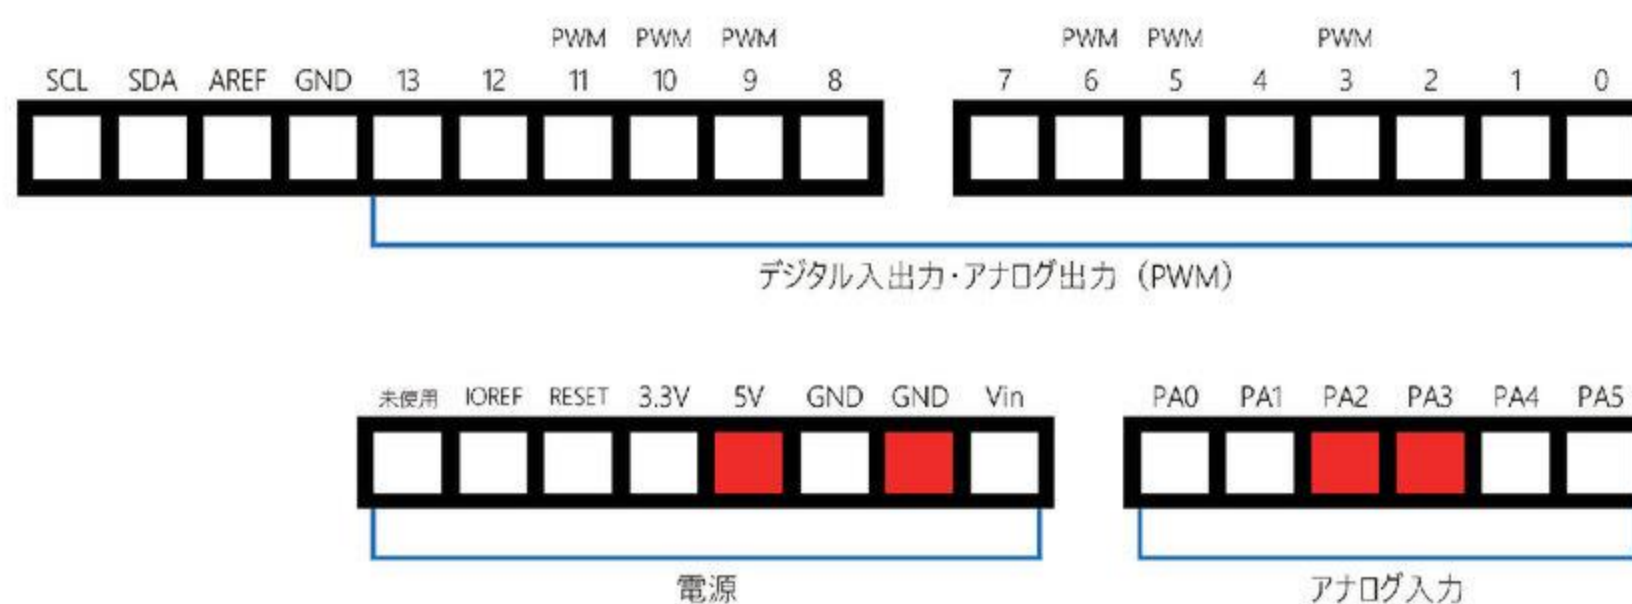 PWM PWM PWM PWM PWM PWM
SCL SDA AREF GND 13 12 11 10 9 8 7 6 5 4 3 2 1 0
デジタル入出力・アナログ出力（PWM）
未使用 IOREF RESET 3.3V 5V GND GND Vin PA0 PA1 PA2 PA3 PA4 PA5
電源 アナログ入力